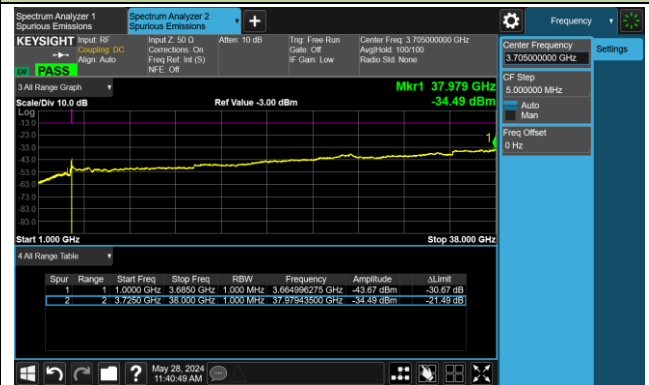 Spectrum Analyzer 1
Spurious Emissions
Spectrum Analyzer 2
Spurious Emissions
Frequency
KEYSIGHT
Input: RF
Coupling: DC
Align: Auto
Input Z: 50 Ω
Corrections: On
Freq Ref: Int (S)
NFE: Off
Atten: 10 dB
Trig: Free Run
Gate: Off
IF Gain: Low
Center Freq: 3.705000000 GHz
Avg|Hold: 100/100
Radio Std: None
PASS
Center Frequency
3.705000000 GHz
Settings
CF Step
5.000000 MHz
Auto
Man
Freq Offset
0 Hz
3 All Range Graph
Mkr1 37.979 GHz
-34.49 dBm
Scale/Div 10.0 dB
Ref Value -3.00 dBm
Log
-13.0
-23.0
-33.0
-43.0
-53.0
-63.0
-73.0
-83.0
-93.0
1
Start 1.000 GHz
Stop 38.000 GHz
4 All Range Table
Spur Range Start Freq Stop Freq RBW Frequency Amplitude ΔLimit
1 1 1.0000 GHz 3.6850 GHz 1.000 MHz 3.664996275 GHz -43.67 dBm -30.67 dB
2 2 3.7250 GHz 38.000 GHz 1.000 MHz 37.97943500 GHz -34.49 dBm -21.49 dB
May 28, 2024
11:40:49 AM